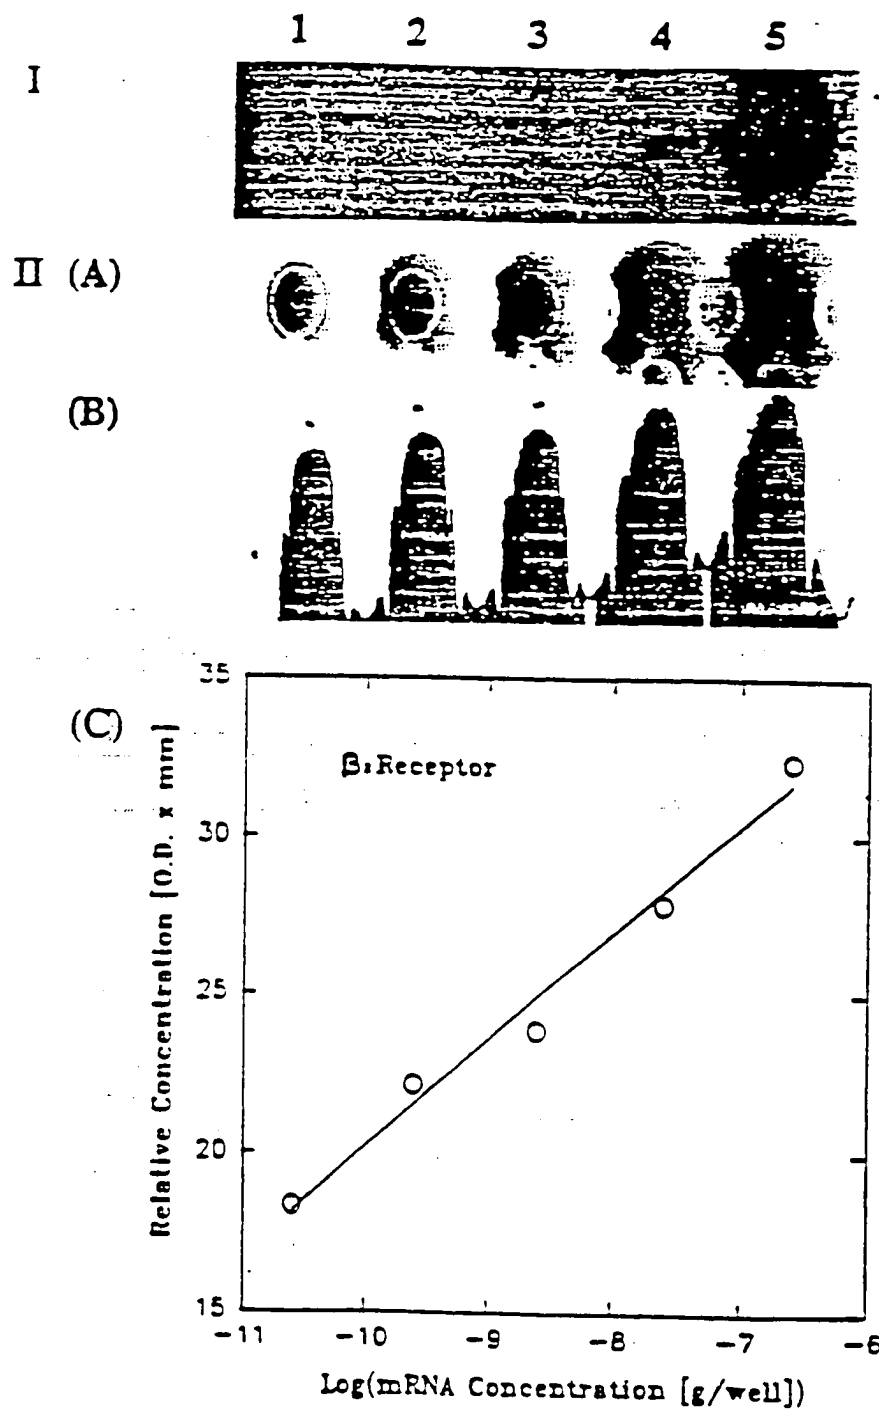 1 2 3 4 5
I
II (A)
(B)
(C)
35
30
25
20
15
Relative Concentration [O.D. x mm]
β₂Receptor
-11 -10 -9 -8 -7 -6
Log(mRNA Concentration [g/well])